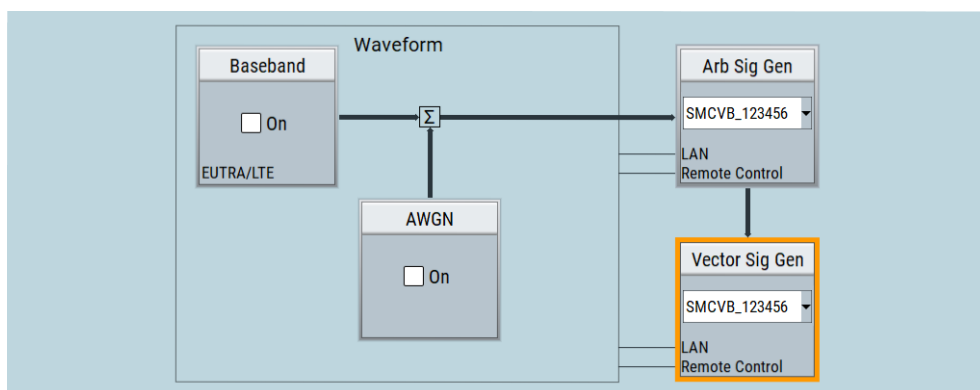 Waveform
Baseband
On
EUTRA/LTE
Σ
AWGN
On
Arb Sig Gen
SMCVB_123456
LAN
Remote Control
Vector Sig Gen
SMCVB_123456
LAN
Remote Control